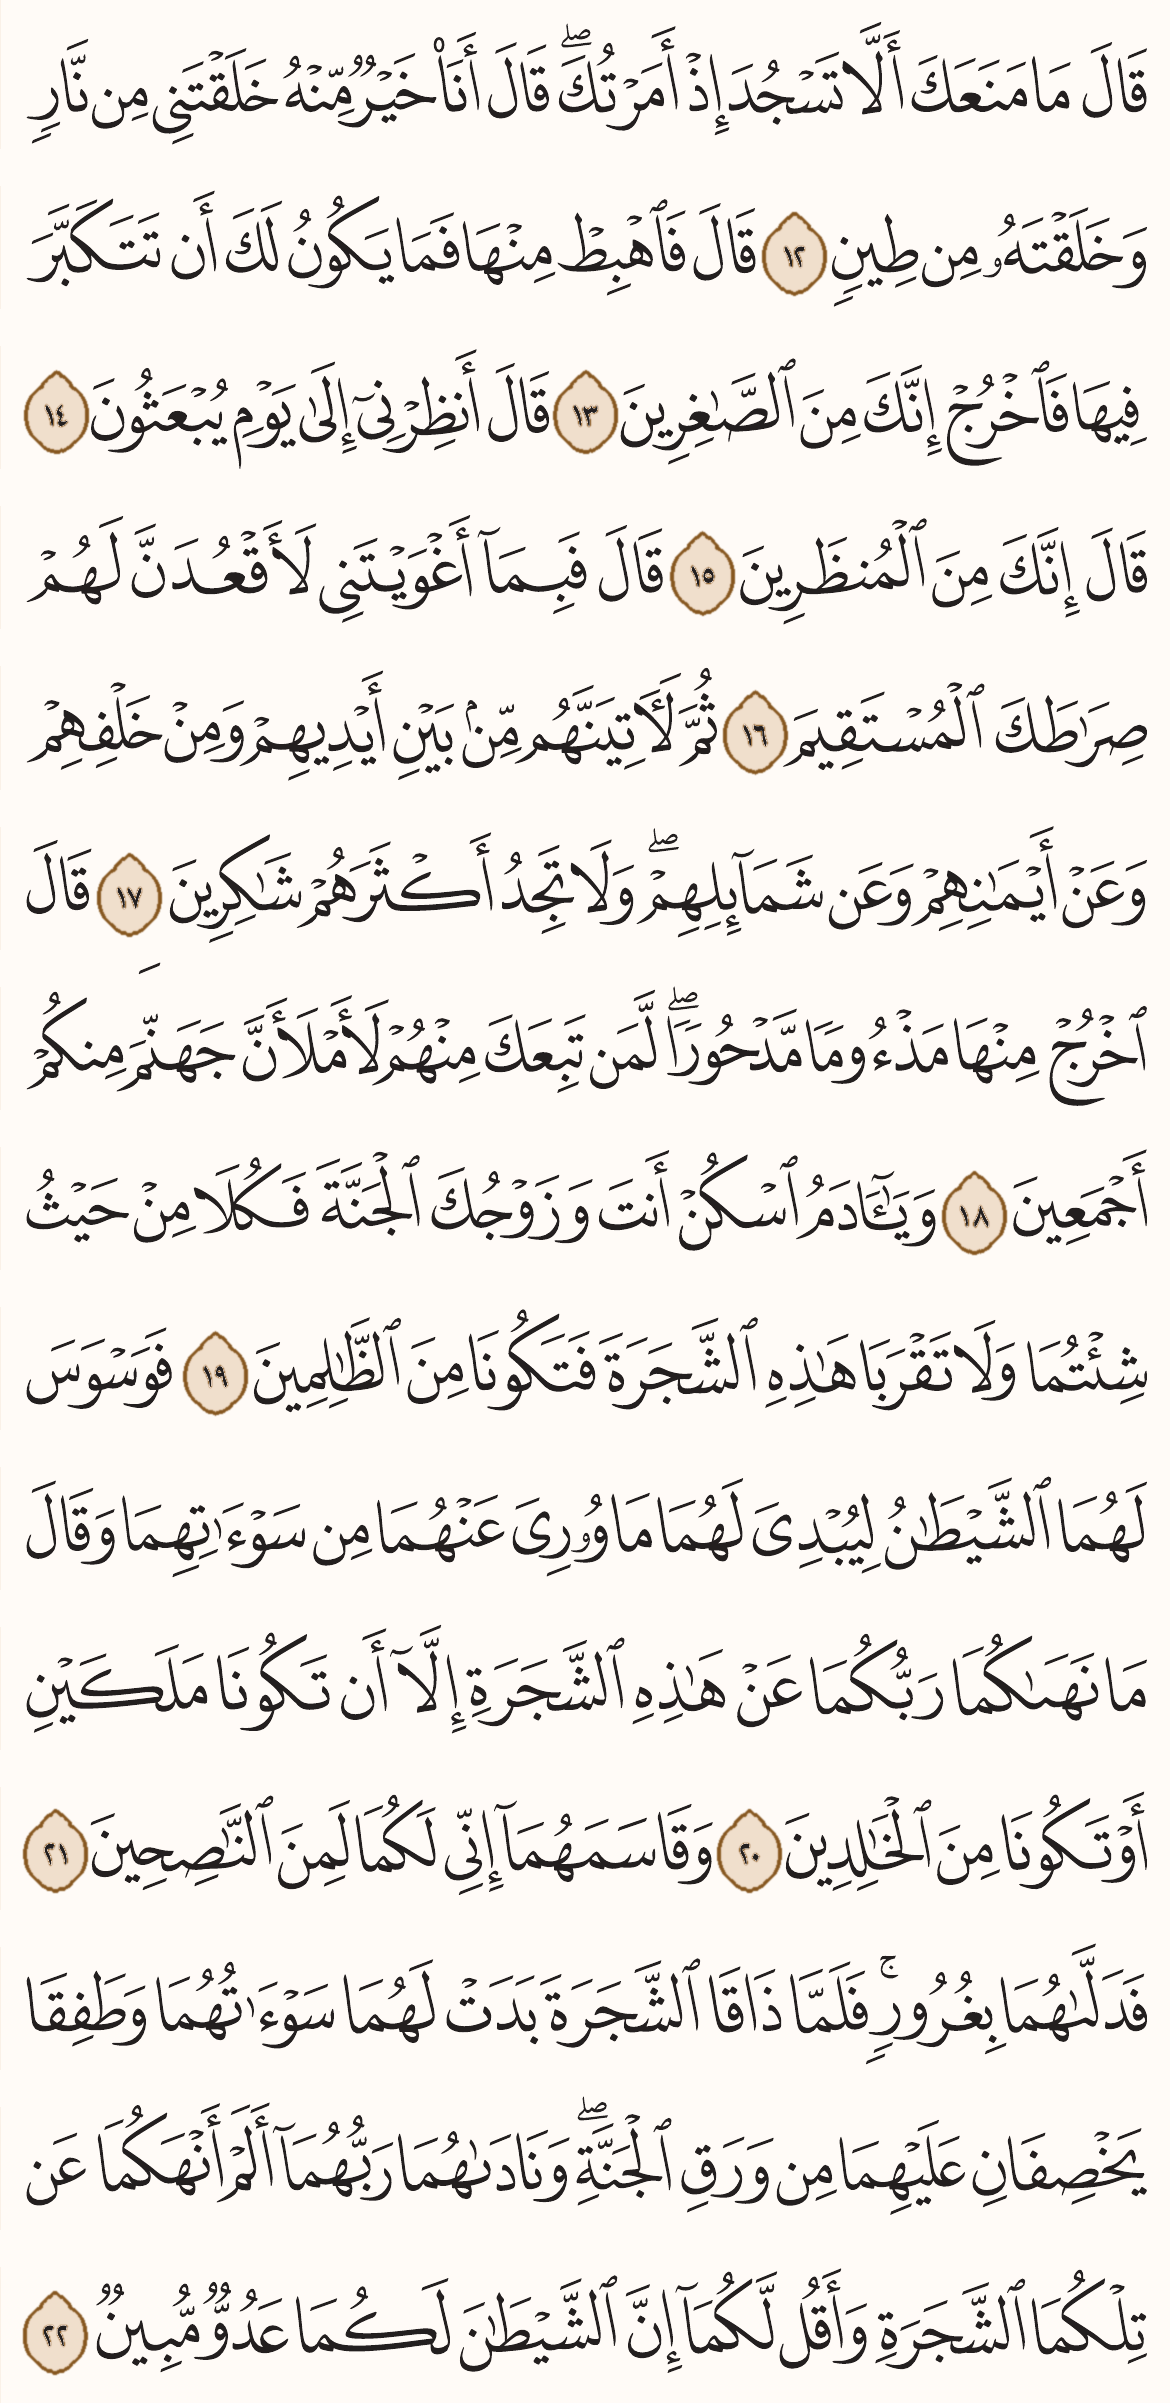 قَالَ مَا مَنَعَكَ أَلَّا تَسۡجُدَ إِذۡ أَمَرۡتُكَۖ قَالَ أَنَا۠ خَيۡرٞ مِّنۡهُ خَلَقۡتَنِي مِن نَّارٖ
وَخَلَقۡتَهُۥ مِن طِينٖ ١٢ قَالَ فَٱهۡبِطۡ مِنۡهَا فَمَا يَكُونُ لَكَ أَن تَتَكَبَّرَ
فِيهَا فَٱخۡرُجۡ إِنَّكَ مِنَ ٱلصَّٰغِرِينَ ١٣ قَالَ أَنظِرۡنِيٓ إِلَىٰ يَوۡمِ يُبۡعَثُونَ ١٤
قَالَ إِنَّكَ مِنَ ٱلۡمُنظَرِينَ ١٥ قَالَ فَبِمَآ أَغۡوَيۡتَنِي لَأَقۡعُدَنَّ لَهُمۡ
صِرَٰطَكَ ٱلۡمُسۡتَقِيمَ ١٦ ثُمَّ لَأٓتِيَنَّهُم مِّنۢ بَيۡنِ أَيۡدِيهِمۡ وَمِنۡ خَلۡفِهِمۡ
وَعَنۡ أَيۡمَٰنِهِمۡ وَعَن شَمَآئِلِهِمۡۖ وَلَا تَجِدُ أَكۡثَرَهُمۡ شَٰكِرِينَ ١٧ قَالَ
ٱخۡرُجۡ مِنۡهَا مَذۡءُومٗا مَّدۡحُورٗاۖ لَّمَن تَبِعَكَ مِنۡهُمۡ لَأَمۡلَأَنَّ جَهَنَّمَ مِنكُمۡ
أَجۡمَعِينَ ١٨ وَيَٰٓـَٔادَمُ ٱسۡكُنۡ أَنتَ وَزَوۡجُكَ ٱلۡجَنَّةَ فَكُلَا مِنۡ حَيۡثُ
شِئۡتُمَا وَلَا تَقۡرَبَا هَٰذِهِ ٱلشَّجَرَةَ فَتَكُونَا مِنَ ٱلظَّٰلِمِينَ ١٩ فَوَسۡوَسَ
لَهُمَا ٱلشَّيۡطَٰنُ لِيُبۡدِيَ لَهُمَا مَا وُۥرِيَ عَنۡهُمَا مِن سَوۡءَٰتِهِمَا وَقَالَ
مَا نَهَىٰكُمَا رَبُّكُمَا عَنۡ هَٰذِهِ ٱلشَّجَرَةِ إِلَّآ أَن تَكُونَا مَلَكَيۡنِ
أَوۡ تَكُونَا مِنَ ٱلۡخَٰلِدِينَ ٢٠ وَقَاسَمَهُمَآ إِنِّي لَكُمَا لَمِنَ ٱلنَّٰصِحِينَ ٢١
فَدَلَّىٰهُمَا بِغُرُورٖۚ فَلَمَّا ذَاقَا ٱلشَّجَرَةَ بَدَتۡ لَهُمَا سَوۡءَٰتُهُمَا وَطَفِقَا
يَخۡصِفَانِ عَلَيۡهِمَا مِن وَرَقِ ٱلۡجَنَّةِۖ وَنَادَىٰهُمَا رَبُّهُمَآ أَلَمۡ أَنۡهَكُمَا عَن
تِلۡكُمَا ٱلشَّجَرَةِ وَأَقُل لَّكُمَآ إِنَّ ٱلشَّيۡطَٰنَ لَكُمَا عَدُوّٞ مُّبِينٞ ٢٢